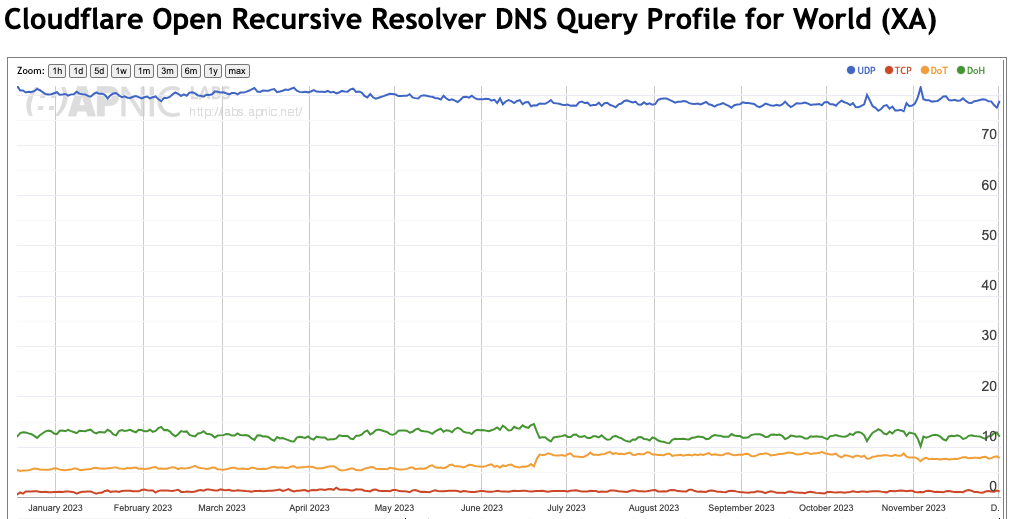 Cloudflare Open Recursive Resolver DNS Query Profile for World (XA)
Zoom: 1h 1d 5d 1w 1m 3m 6m 1y max
UDP TCP DoT DoH
(::) APNIC LABS
http://labs.apnic.net/
70
60
50
40
30
20
10
0
January 2023 February 2023 March 2023 April 2023 May 2023 June 2023 July 2023 August 2023 September 2023 October 2023 November 2023 D.